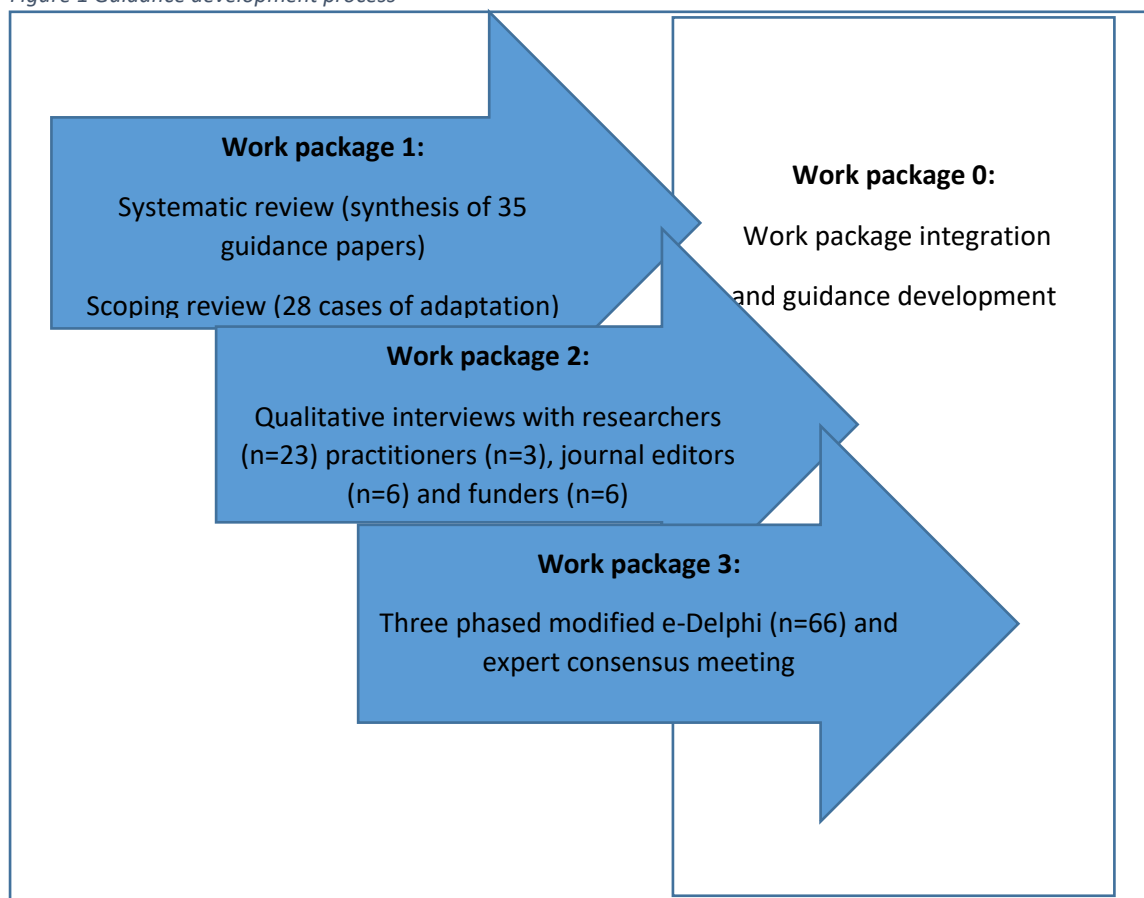 Figure 1 Guidance development process
Work package 1:
Systematic review (synthesis of 35
guidance papers)
Scoping review (28 cases of adaptation)
Work package 0:
Work package integration
and guidance development
Work package 2:
Qualitative interviews with researchers
(n=23) practitioners (n=3), journal editors
(n=6) and funders (n=6)
Work package 3:
Three phased modified e-Delphi (n=66) and
expert consensus meeting